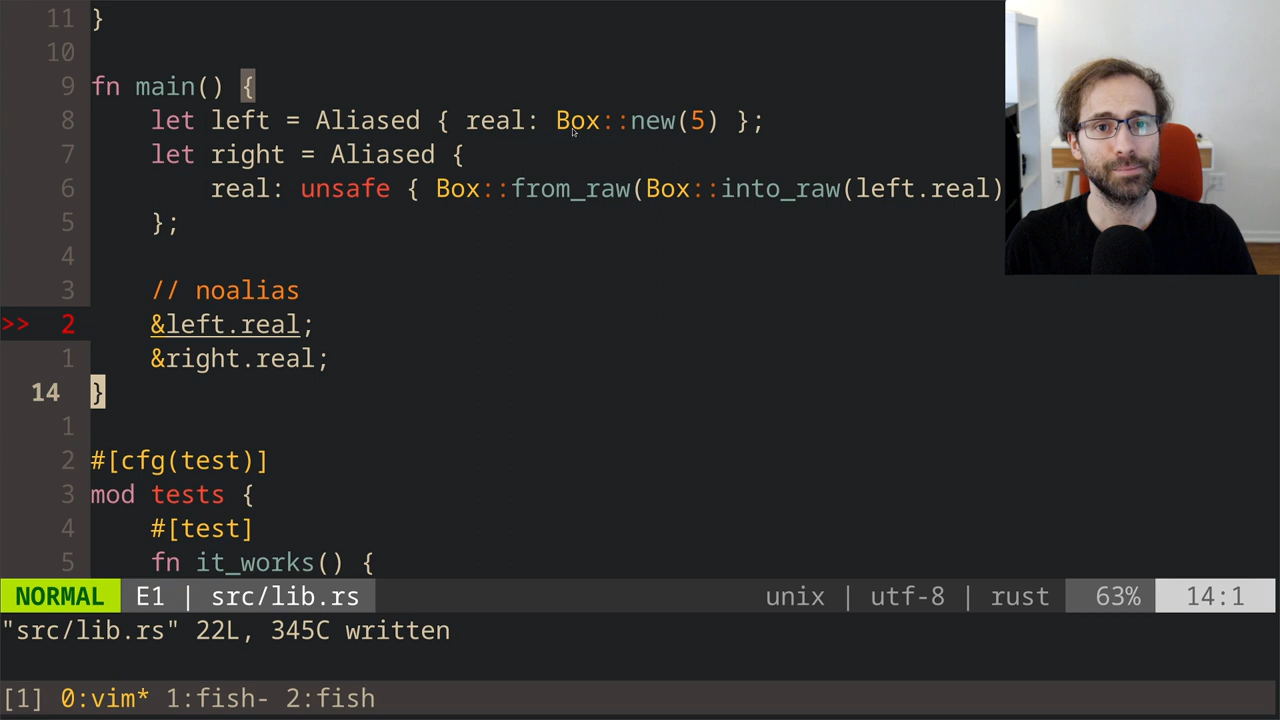 11 }
10
9 fn main() {
8 let left = Aliased { real: Box::new(5) };
7 let right = Aliased {
6 real: unsafe { Box::from_raw(Box::into_raw(left.real)
5 };
4
3 // noalias
>> 2 &left.real;
1 &right.real;
14 }
1
2 #[cfg(test)]
3 mod tests {
4 #[test]
5 fn it_works() {
NORMAL E1 | src/lib.rs unix | utf-8 | rust 63% 14:1
"src/lib.rs" 22L, 345C written
[1] 0:vim* 1:fish- 2:fish